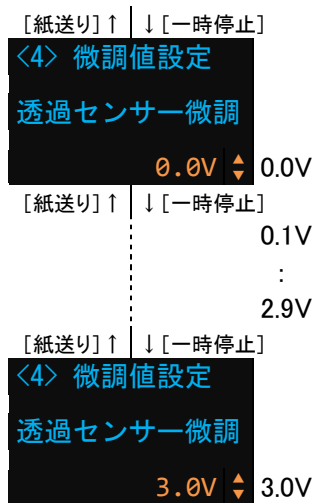 [紙送り]↑ ↓[一時停止]
<4> 微調値設定
透過センサー微調
0.0V 0.0V
[紙送り]↑ ↓[一時停止]
0.1V
:
2.9V
[紙送り]↑ ↓[一時停止]
<4> 微調値設定
透過センサー微調
3.0V 3.0V